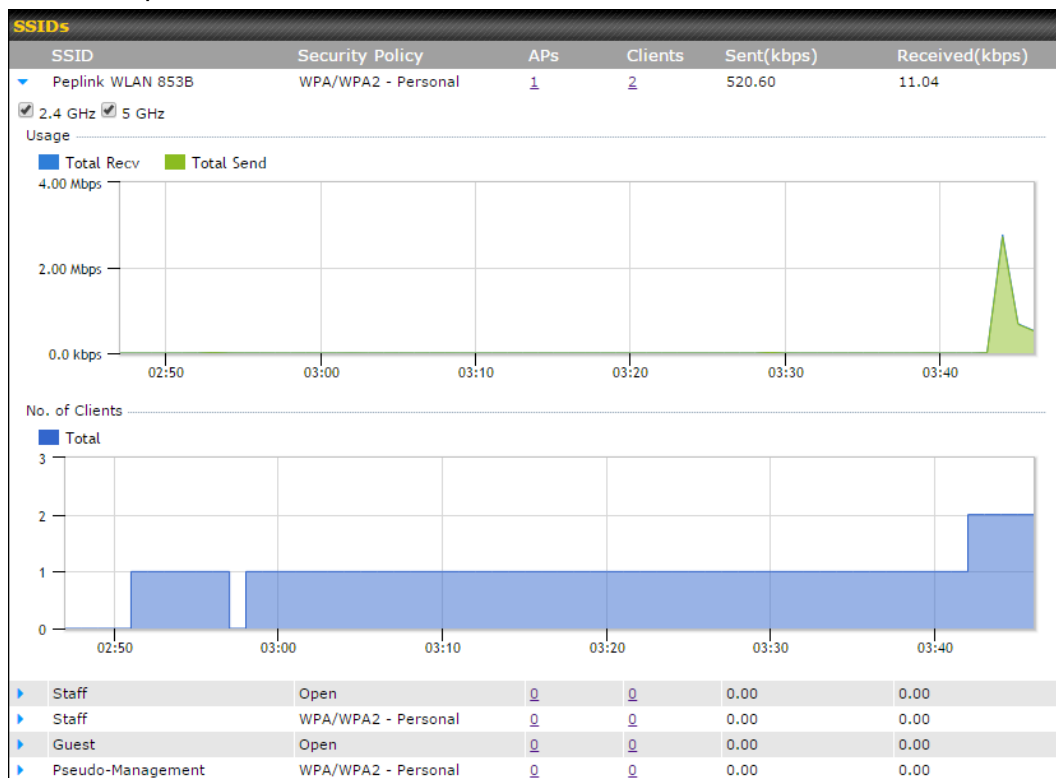 SSIDs
SSID Security Policy APs Clients Sent(kbps) Received(kbps)
Peplink WLAN 853B WPA/WPA2 - Personal 1 2 520.60 11.04
2.4 GHz 5 GHz
Usage
Total Recv Total Send
4.00 Mbps
2.00 Mbps
0.0 kbps
02:50 03:00 03:10 03:20 03:30 03:40
No. of Clients
Total
3
2
1
0
02:50 03:00 03:10 03:20 03:30 03:40
Staff Open 0 0 0.00 0.00
Staff WPA/WPA2 - Personal 0 0 0.00 0.00
Guest Open 0 0 0.00 0.00
Pseudo-Management WPA/WPA2 - Personal 0 0 0.00 0.00